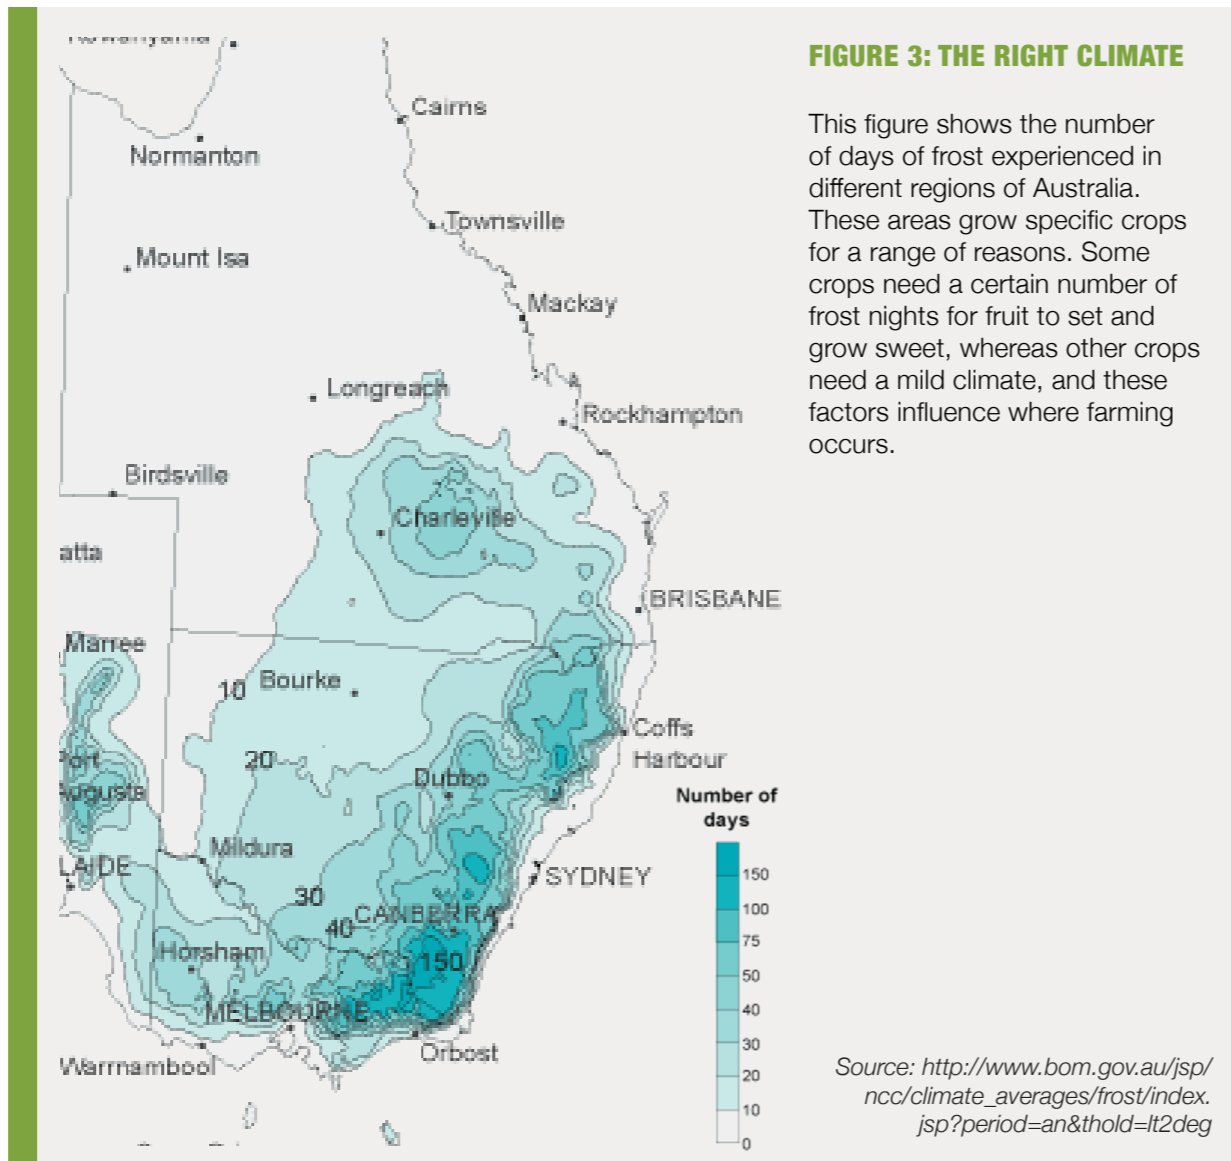 Normanton
Cairns
Townsville
Mount Isa
Mackay
Longreach
Rockhampton
Birdsville
Charleville
atta
BRISBANE
Marree
10
Bourke
Coffs
Harbour
20
Port
Augusta
Dubbo
Mildura
LAIDE
SYDNEY
30
40
CANBERRA
Horsham
150
MELBOURNE
Orbost
Warrnambool
Number of
days
150
100
75
50
40
30
20
10
0
FIGURE 3: THE RIGHT CLIMATE
This figure shows the number
of days of frost experienced in
different regions of Australia.
These areas grow specific crops
for a range of reasons. Some
crops need a certain number of
frost nights for fruit to set and
grow sweet, whereas other crops
need a mild climate, and these
factors influence where farming
occurs.
Source: http://www.bom.gov.au/jsp/
ncc/climate_averages/frost/index.
jsp?period=an&thold=lt2deg